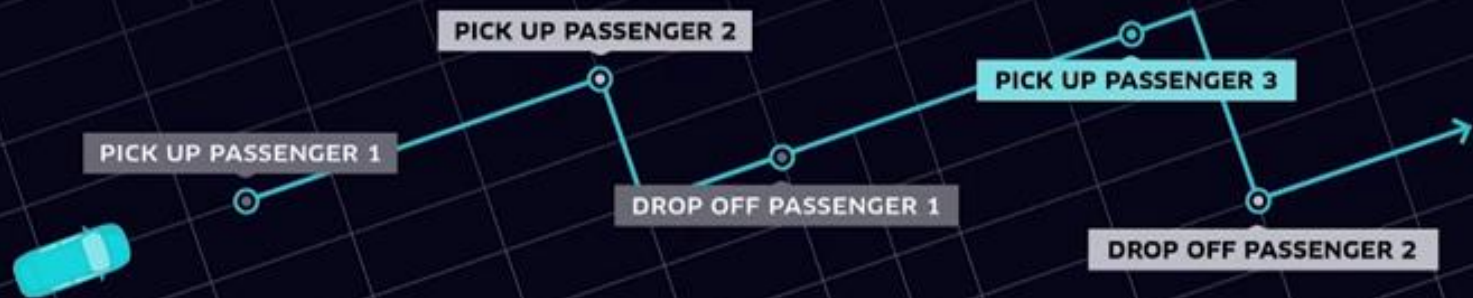 PICK UP PASSENGER 1
PICK UP PASSENGER 2
DROP OFF PASSENGER 1
PICK UP PASSENGER 3
DROP OFF PASSENGER 2